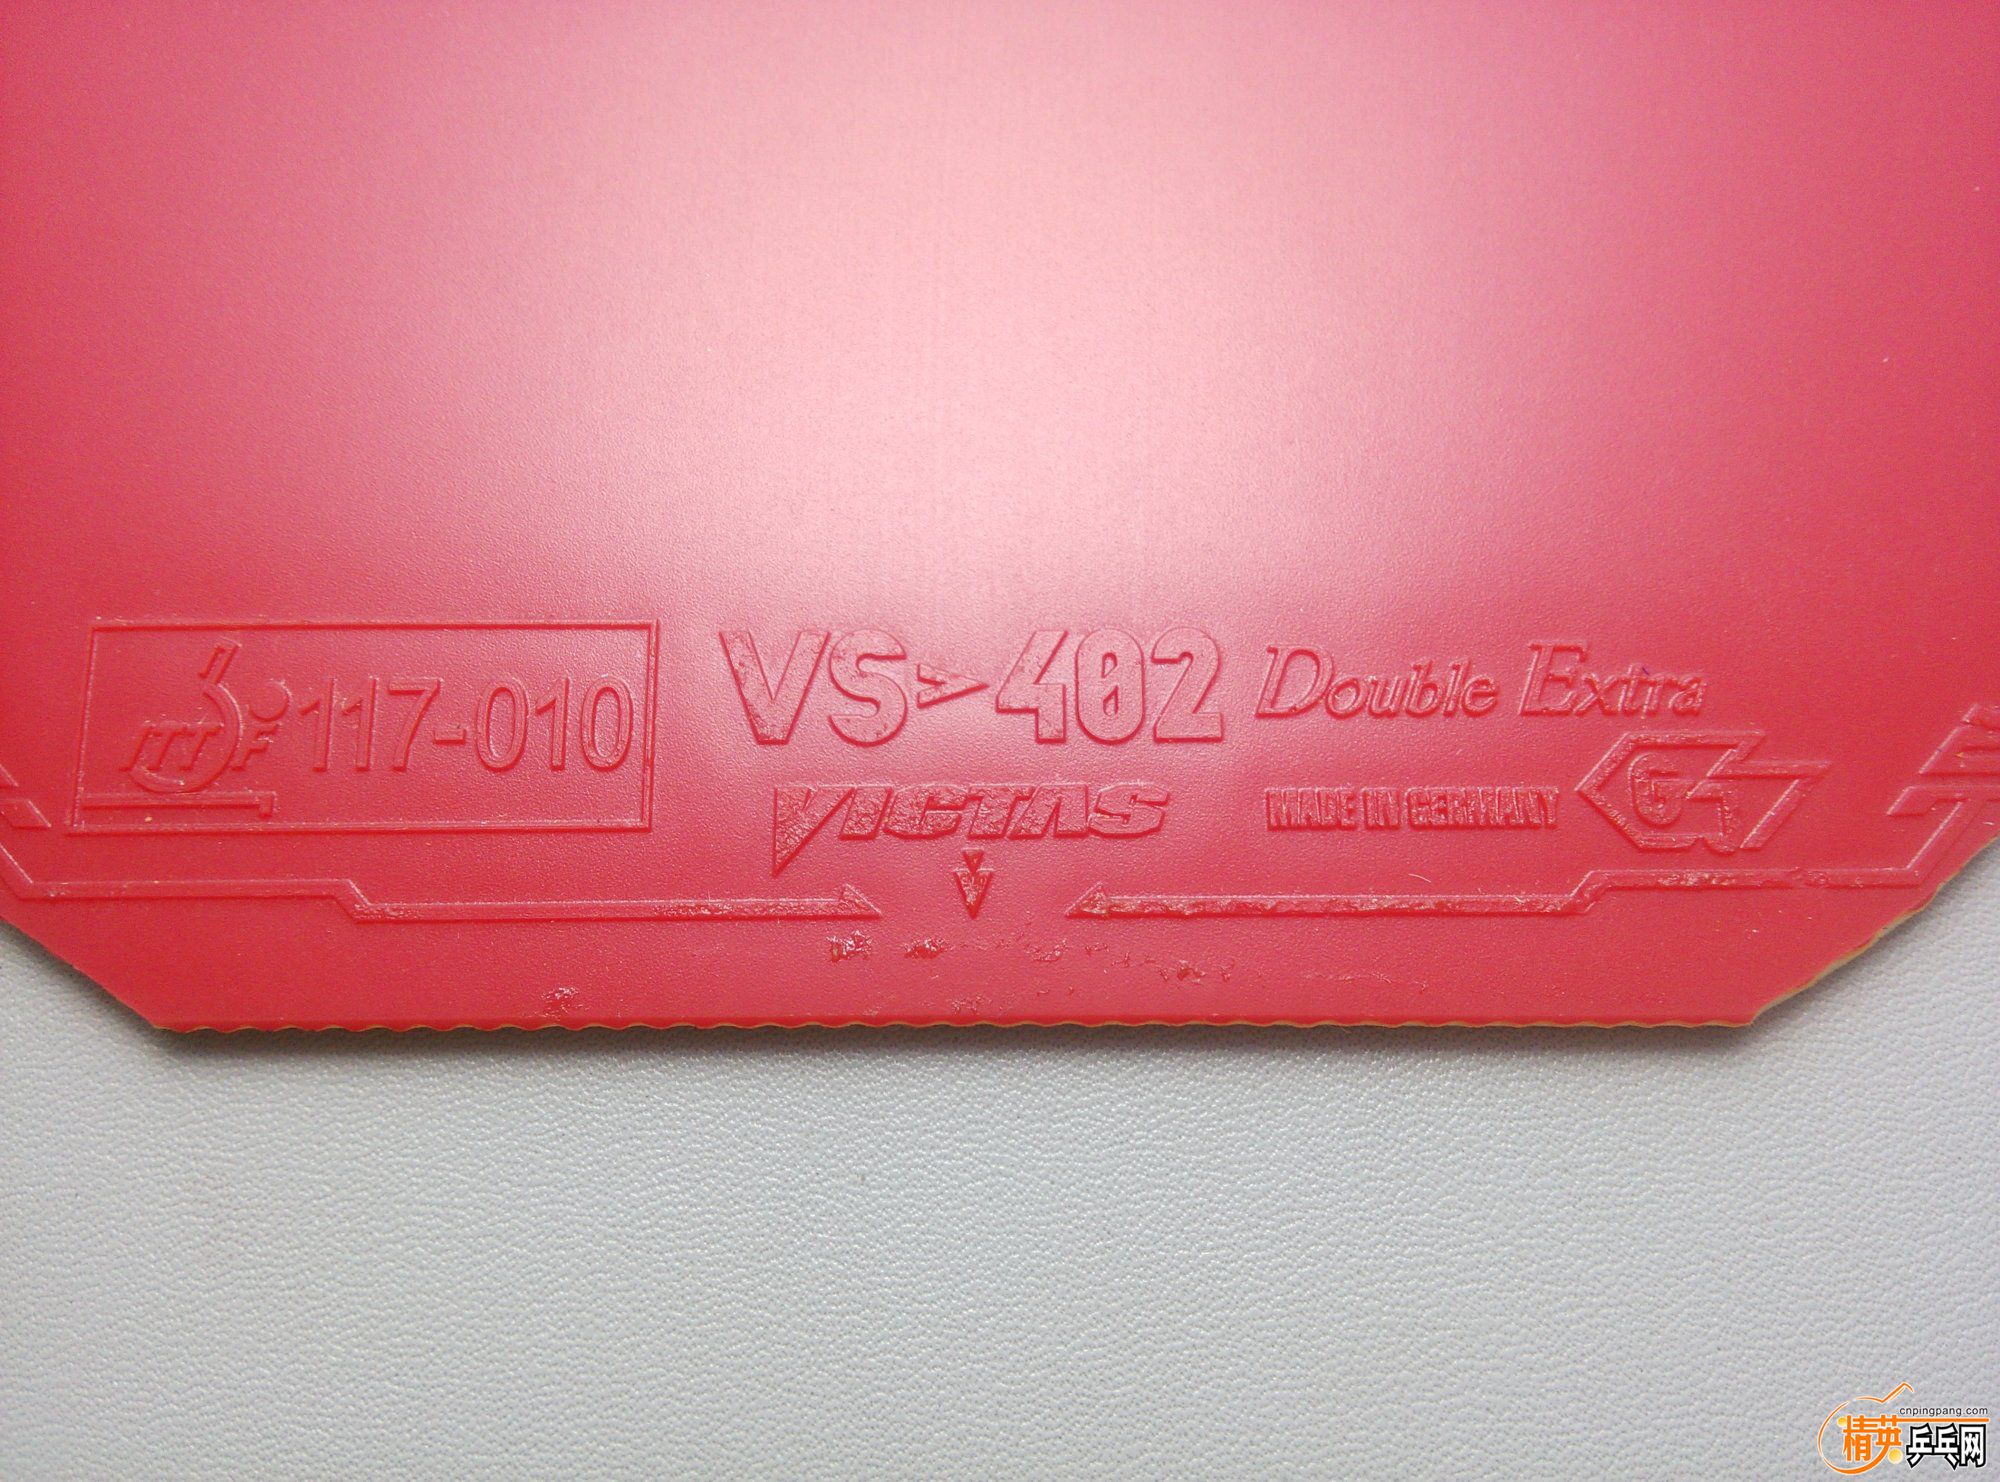 ITTF 117-010
VS>402 Double Extra
VICTAS
MADE IN GERMANY
G
cnpingpang.com
精英乒乓网